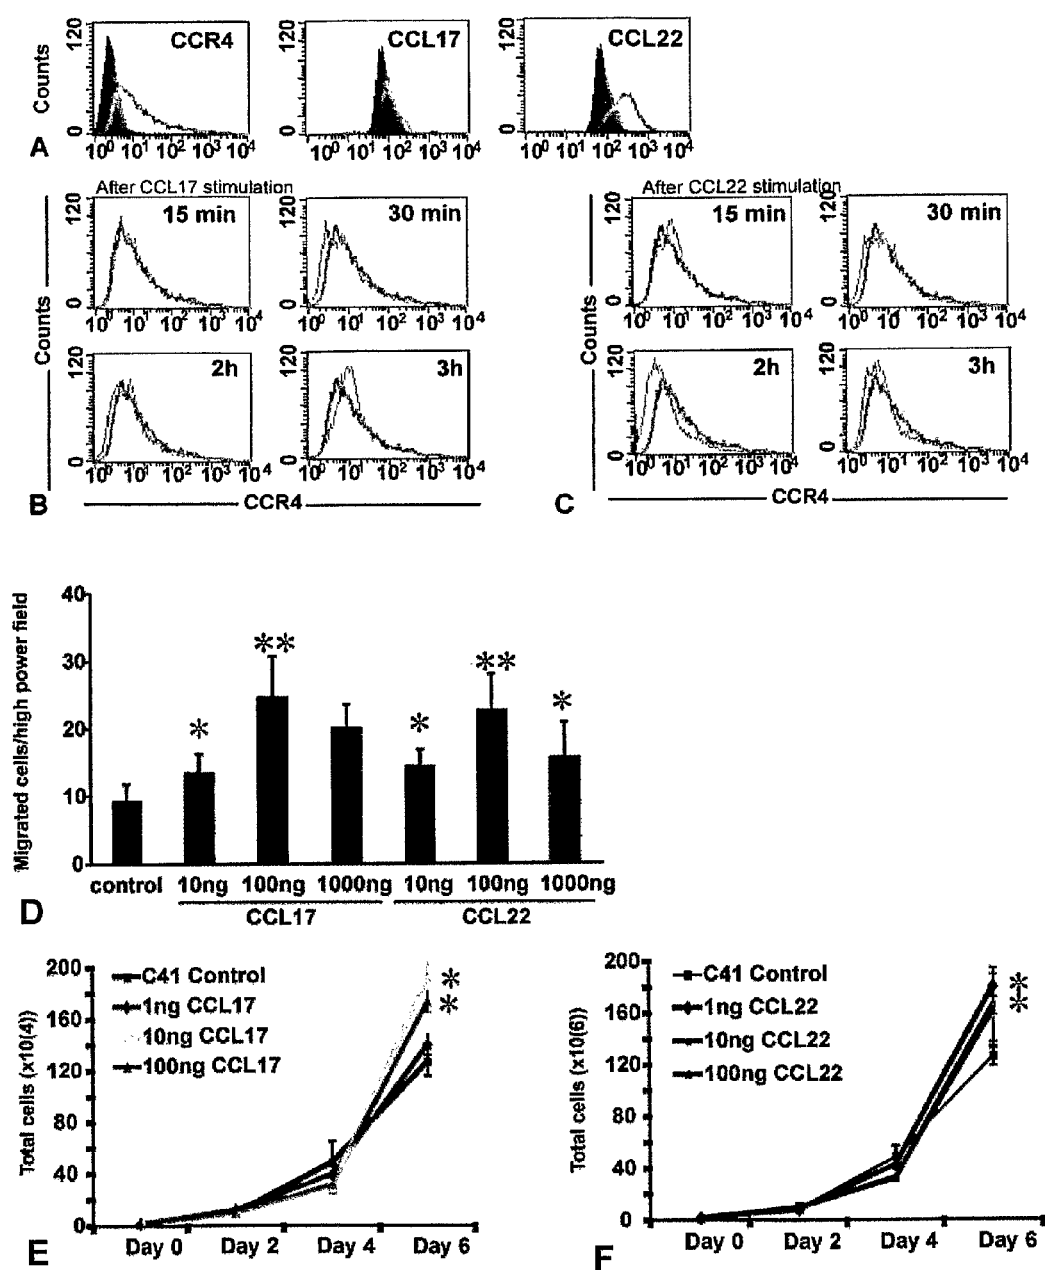 CCR4 CCL17 CCL22
Counts
120 0 120 0 120 0
10⁰ 10¹ 10² 10³ 10⁴ 10⁰ 10¹ 10² 10³ 10⁴ 10⁰ 10¹ 10² 10³ 10⁴
A
After CCL17 stimulation
15 min 30 min
120 0 120 0
10⁰ 10¹ 10² 10³ 10⁴ 10⁰ 10¹ 10² 10³ 10⁴
Counts
2h 3h
120 0 120 0
10⁰ 10¹ 10² 10³ 10⁴ 10⁰ 10¹ 10² 10³ 10⁴
B CCR4
After CCL22 stimulation
15 min 30 min
120 0 120 0
10⁰ 10¹ 10² 10³ 10⁴ 10⁰ 10¹ 10² 10³ 10⁴
Counts
2h 3h
120 0 120 0
10⁰ 10¹ 10² 10³ 10⁴ 10⁰ 10¹ 10² 10³ 10⁴
C CCR4
Migrated cells/high power field
40
30
20
10
0
** ** * * *
control 10ng 100ng 1000ng 10ng 100ng 1000ng
CCL17 CCL22
D
Total cells (x10(4))
200
160
120
80
40
0
C41 Control
1ng CCL17
10ng CCL17
100ng CCL17
*
*
Day 0 Day 2 Day 4 Day 6
E
Total cells (x10(6))
200
160
120
80
40
0
C41 Control
1ng CCL22
10ng CCL22
100ng CCL22
*
*
Day 0 Day 2 Day 4 Day 6
F